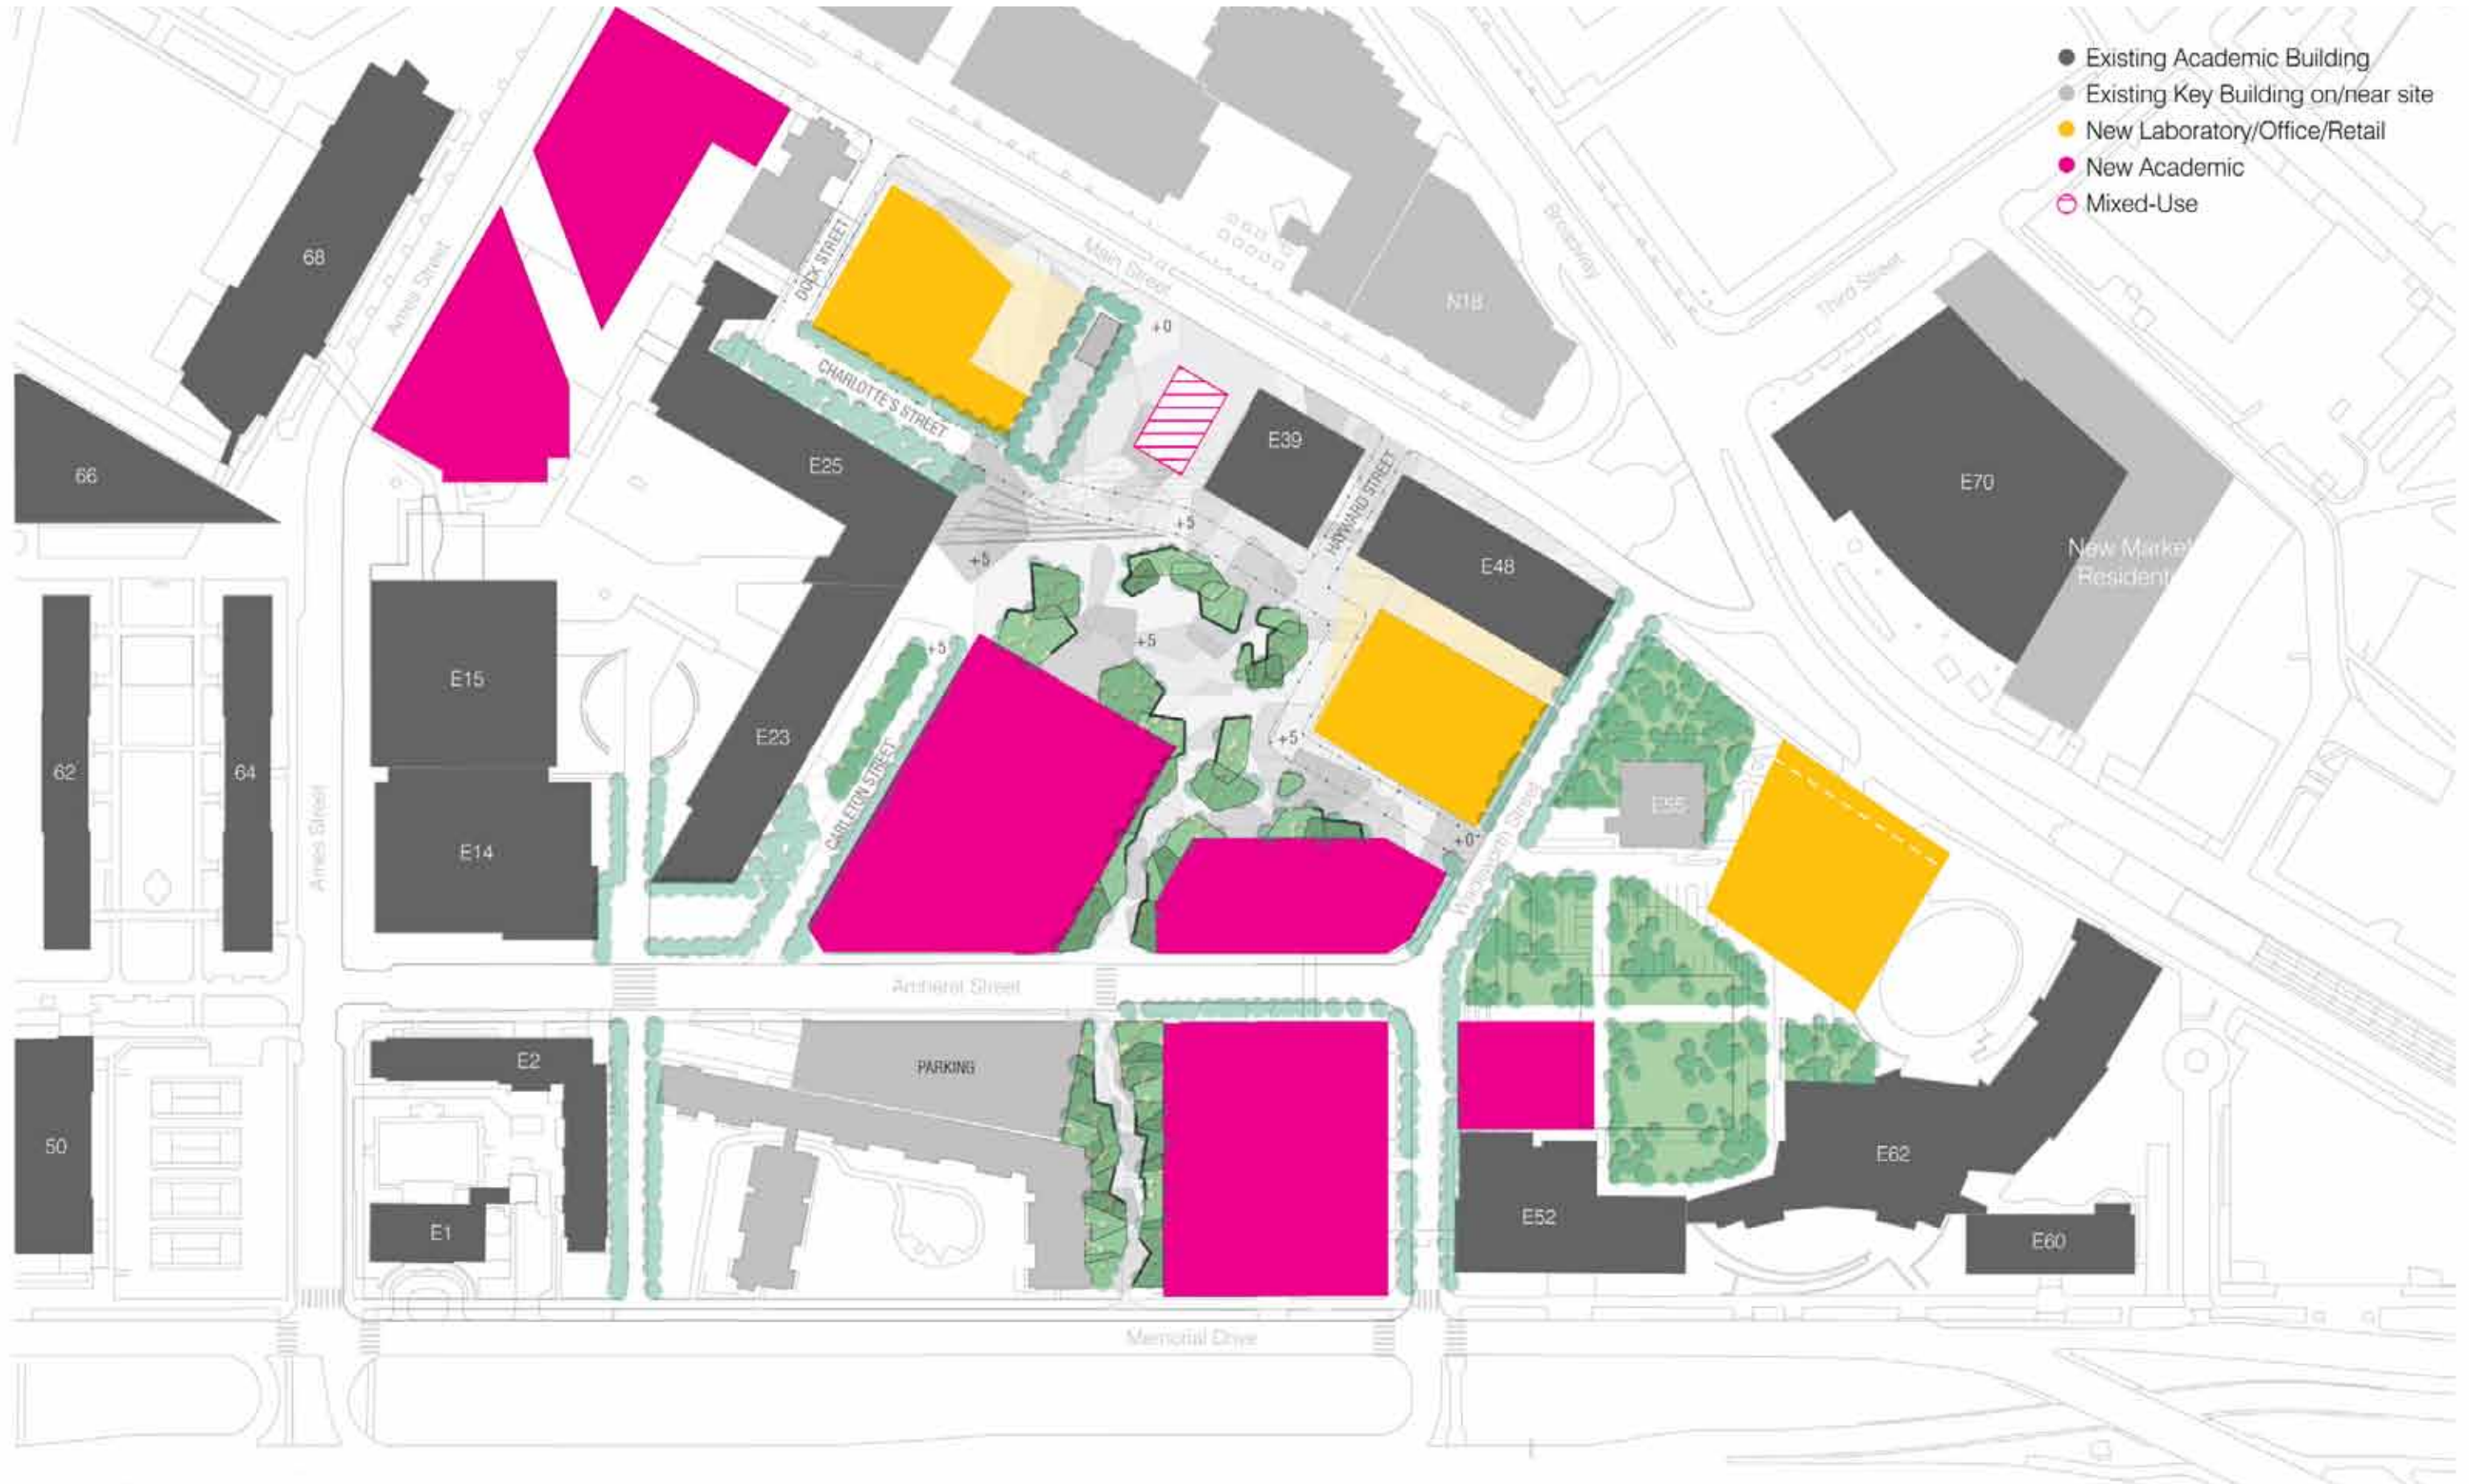 Existing Academic Building
Existing Key Building on/near site
New Laboratory/Office/Retail
New Academic
Mixed-Use
68
Ames Street
DOCK STREET
Main Street
Broadway
Third Street
N18
+0
CHARLOTTE'S STREET
66
E25
E39
HAYWARD STREET
E48
E70
New Market
Resident
+5
+5
+5
+5
+5
+0
E15
E23
CARLETON STREET
62
64
E14
Ames Street
Wadsworth Street
Amherst Street
E2
PARKING
50
E1
E52
E62
E60
Memorial Drive